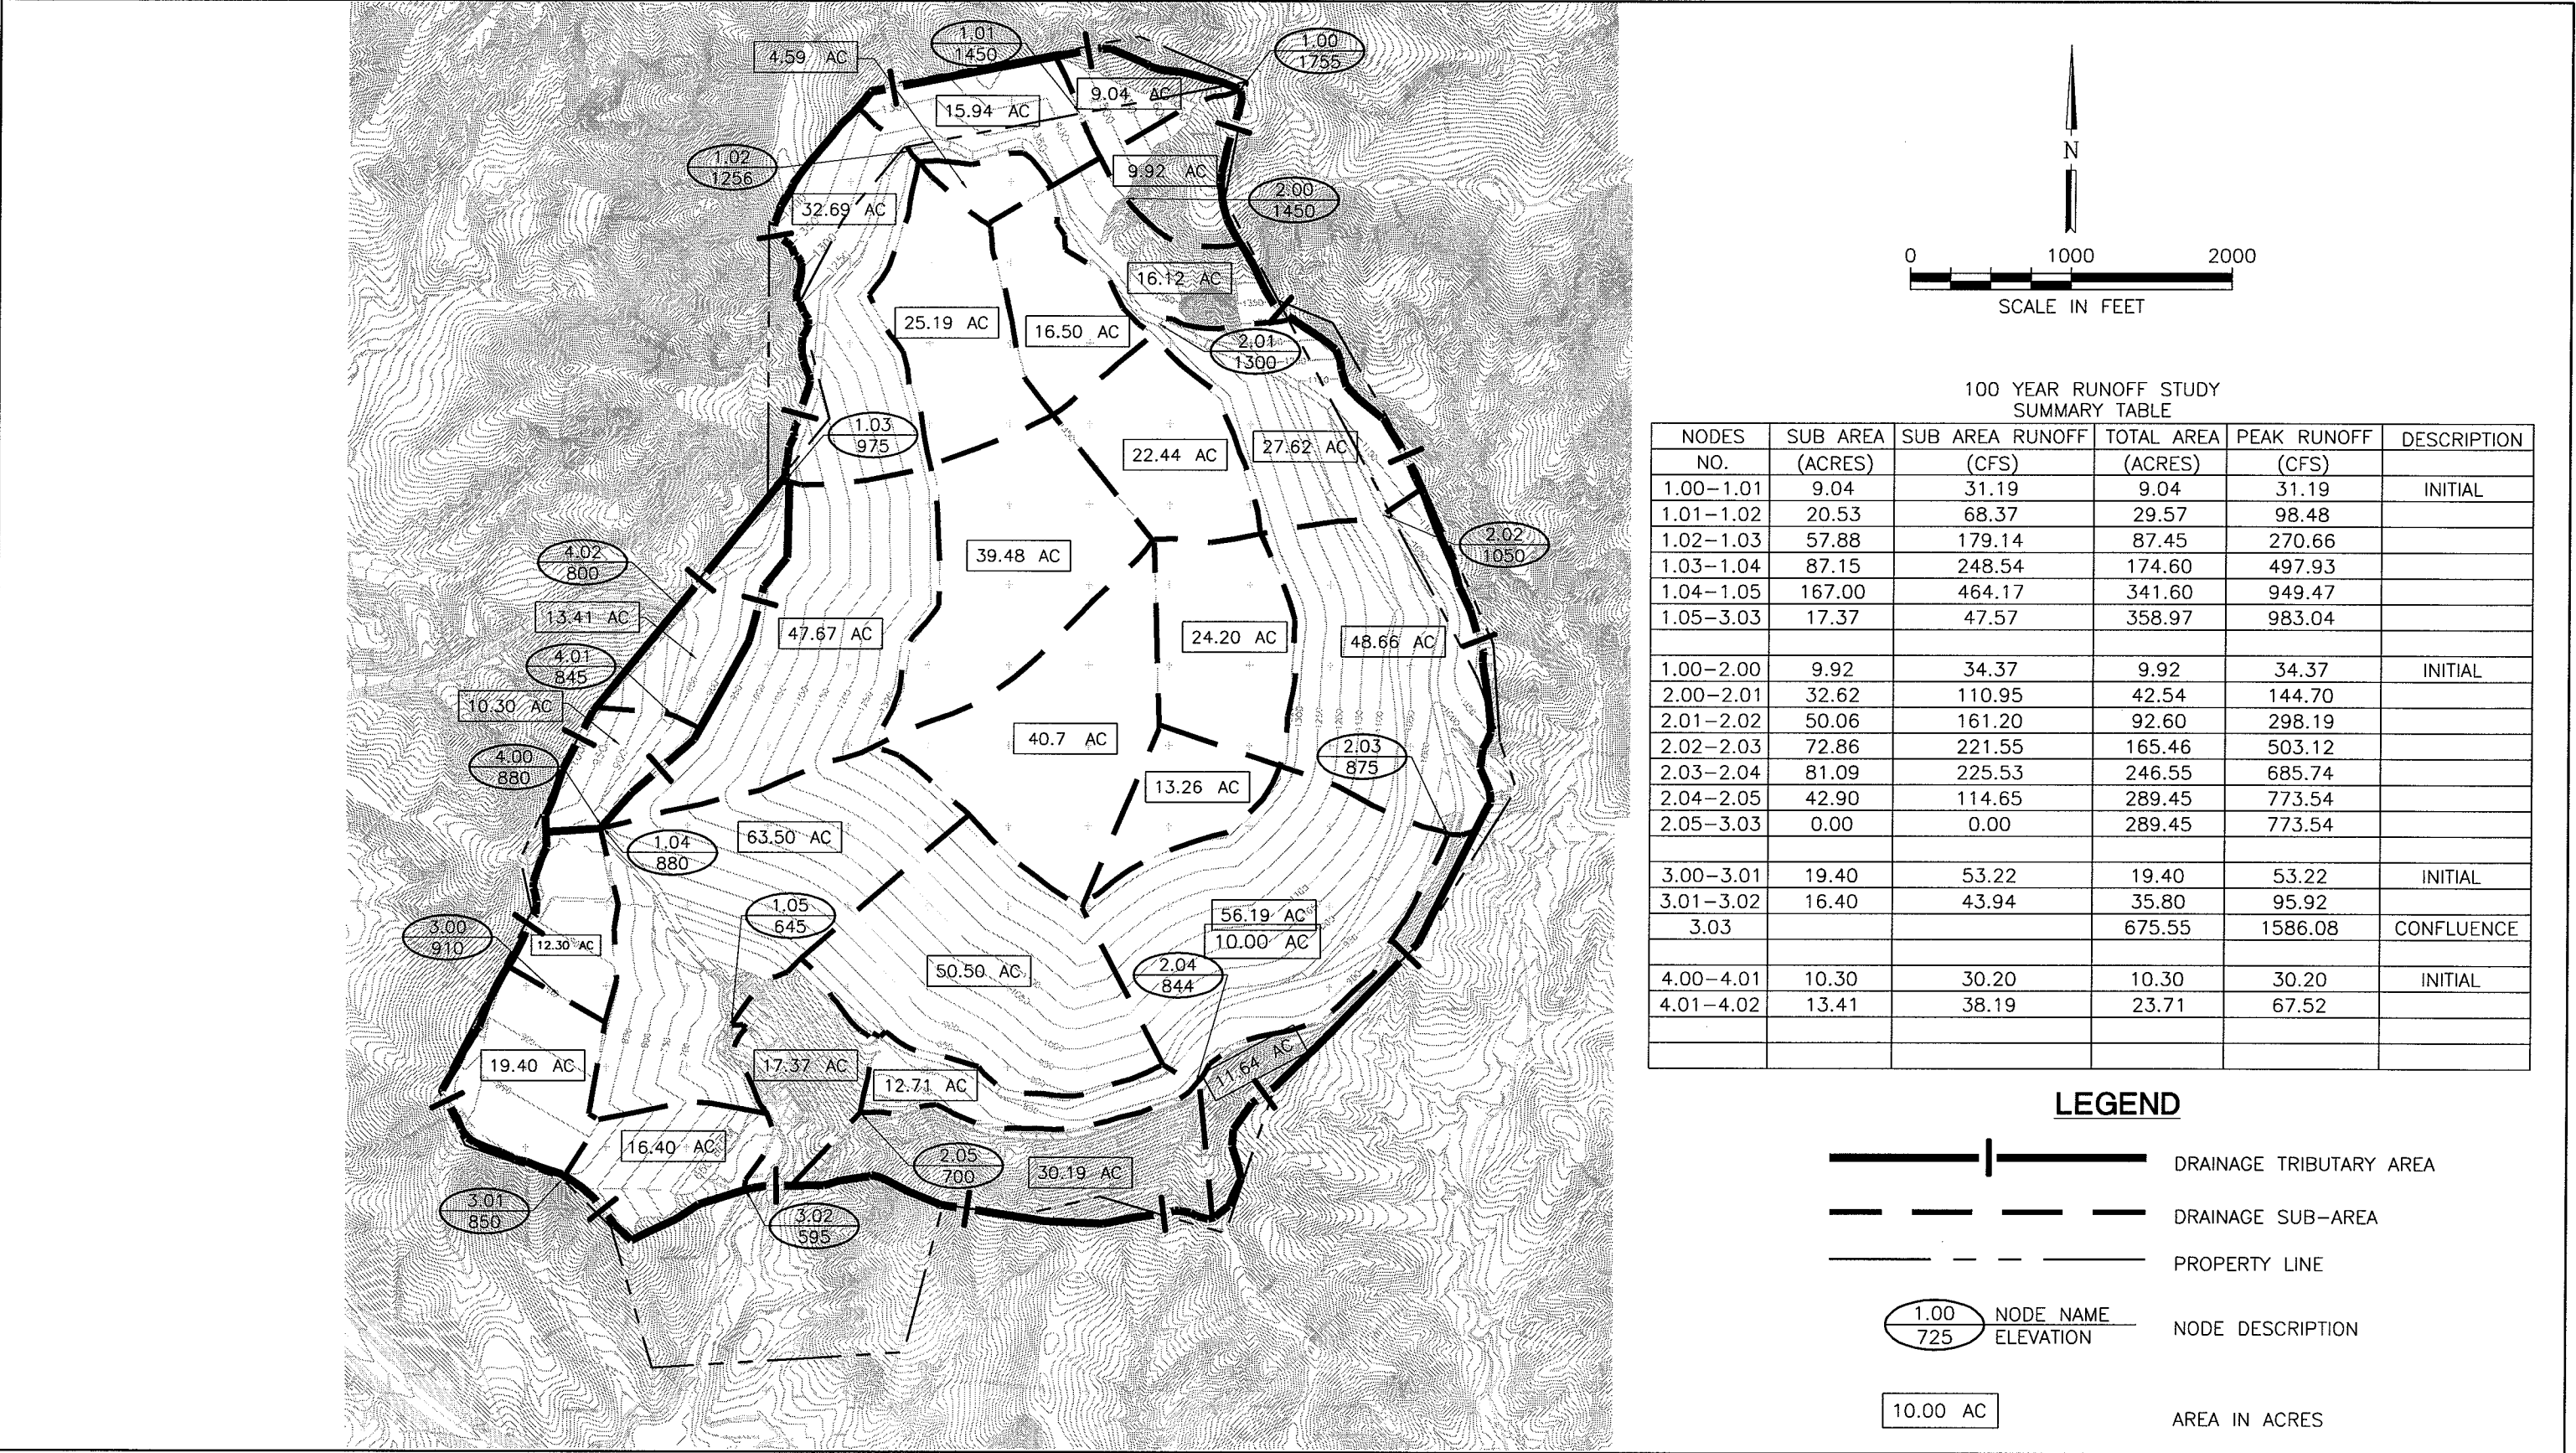 1.01
1450
1.00
1755
4.59 AC
9.04 AC
15.94 AC
1.02
1256
9.92 AC
2.00
1450
32.69 AC
16.12 AC
25.19 AC
16.50 AC
2.01
1300
1.03
975
22.44 AC
27.62 AC
4.02
800
39.48 AC
2.02
1050
13.41 AC
47.67 AC
24.20 AC
48.66 AC
4.01
845
10.30 AC
40.7 AC
2.03
875
4.00
880
13.26 AC
63.50 AC
1.04
880
1.05
645
56.19 AC
10.00 AC
3.00
910
12.30 AC
50.50 AC
2.04
844
19.40 AC
17.37 AC
12.71 AC
11.64 AC
16.40 AC
2.05
700
30.19 AC
3.01
850
3.02
595
N
0 1000 2000
SCALE IN FEET
100 YEAR RUNOFF STUDY
SUMMARY TABLE
NODES SUB AREA SUB AREA RUNOFF TOTAL AREA PEAK RUNOFF DESCRIPTION
NO. (ACRES) (CFS) (ACRES) (CFS)
1.00-1.01 9.04 31.19 9.04 31.19 INITIAL
1.01-1.02 20.53 68.37 29.57 98.48
1.02-1.03 57.88 179.14 87.45 270.66
1.03-1.04 87.15 248.54 174.60 497.93
1.04-1.05 167.00 464.17 341.60 949.47
1.05-3.03 17.37 47.57 358.97 983.04
1.00-2.00 9.92 34.37 9.92 34.37 INITIAL
2.00-2.01 32.62 110.95 42.54 144.70
2.01-2.02 50.06 161.20 92.60 298.19
2.02-2.03 72.86 221.55 165.46 503.12
2.03-2.04 81.09 225.53 246.55 685.74
2.04-2.05 42.90 114.65 289.45 773.54
2.05-3.03 0.00 0.00 289.45 773.54
3.00-3.01 19.40 53.22 19.40 53.22 INITIAL
3.01-3.02 16.40 43.94 35.80 95.92
3.03 675.55 1586.08 CONFLUENCE
4.00-4.01 10.30 30.20 10.30 30.20 INITIAL
4.01-4.02 13.41 38.19 23.71 67.52
LEGEND
DRAINAGE TRIBUTARY AREA
DRAINAGE SUB-AREA
PROPERTY LINE
1.00 NODE NAME
725 ELEVATION
NODE DESCRIPTION
10.00 AC
AREA IN ACRES